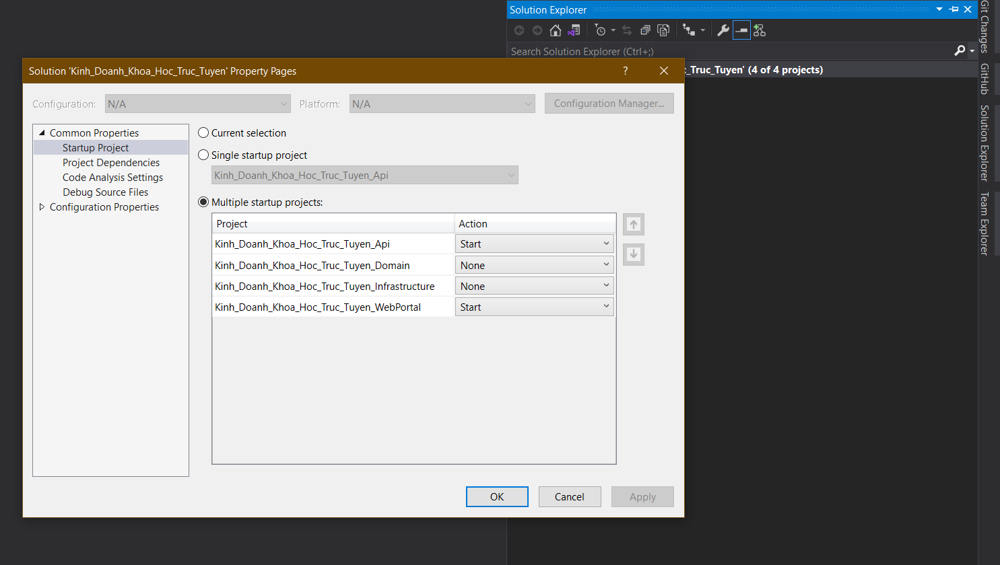 Solution Explorer
Search Solution Explorer (Ctrl+;)
c_Truc_Tuyen' (4 of 4 projects)
Solution 'Kinh_Doanh_Khoa_Hoc_Truc_Tuyen' Property Pages
?
Configuration:
N/A
Platform:
N/A
Configuration Manager...
Common Properties
Startup Project
Project Dependencies
Code Analysis Settings
Debug Source Files
Configuration Properties
Current selection
Single startup project
Kinh_Doanh_Khoa_Hoc_Truc_Tuyen_Api
Multiple startup projects:
Project Action
Kinh_Doanh_Khoa_Hoc_Truc_Tuyen_Api Start
Kinh_Doanh_Khoa_Hoc_Truc_Tuyen_Domain None
Kinh_Doanh_Khoa_Hoc_Truc_Tuyen_Infrastructure None
Kinh_Doanh_Khoa_Hoc_Truc_Tuyen_WebPortal Start
OK
Cancel
Apply
Git Changes
GitHub
Solution Explorer
Team Explorer